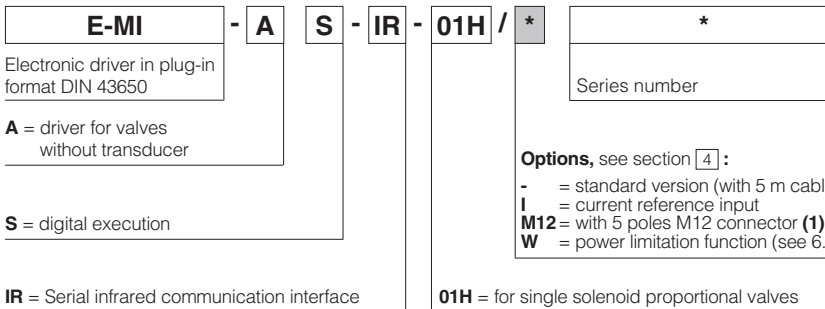 E-MI - A S - IR - 01H / * *
Electronic driver in plug-in
format DIN 43650
Series number
A = driver for valves
without transducer
Options, see section 4 :
- = standard version (with 5 m cabl
I = current reference input
M12 = with 5 poles M12 connector (1)
W = power limitation function (see 6.
S = digital execution
IR = Serial infrared communication interface
01H = for single solenoid proportional valves